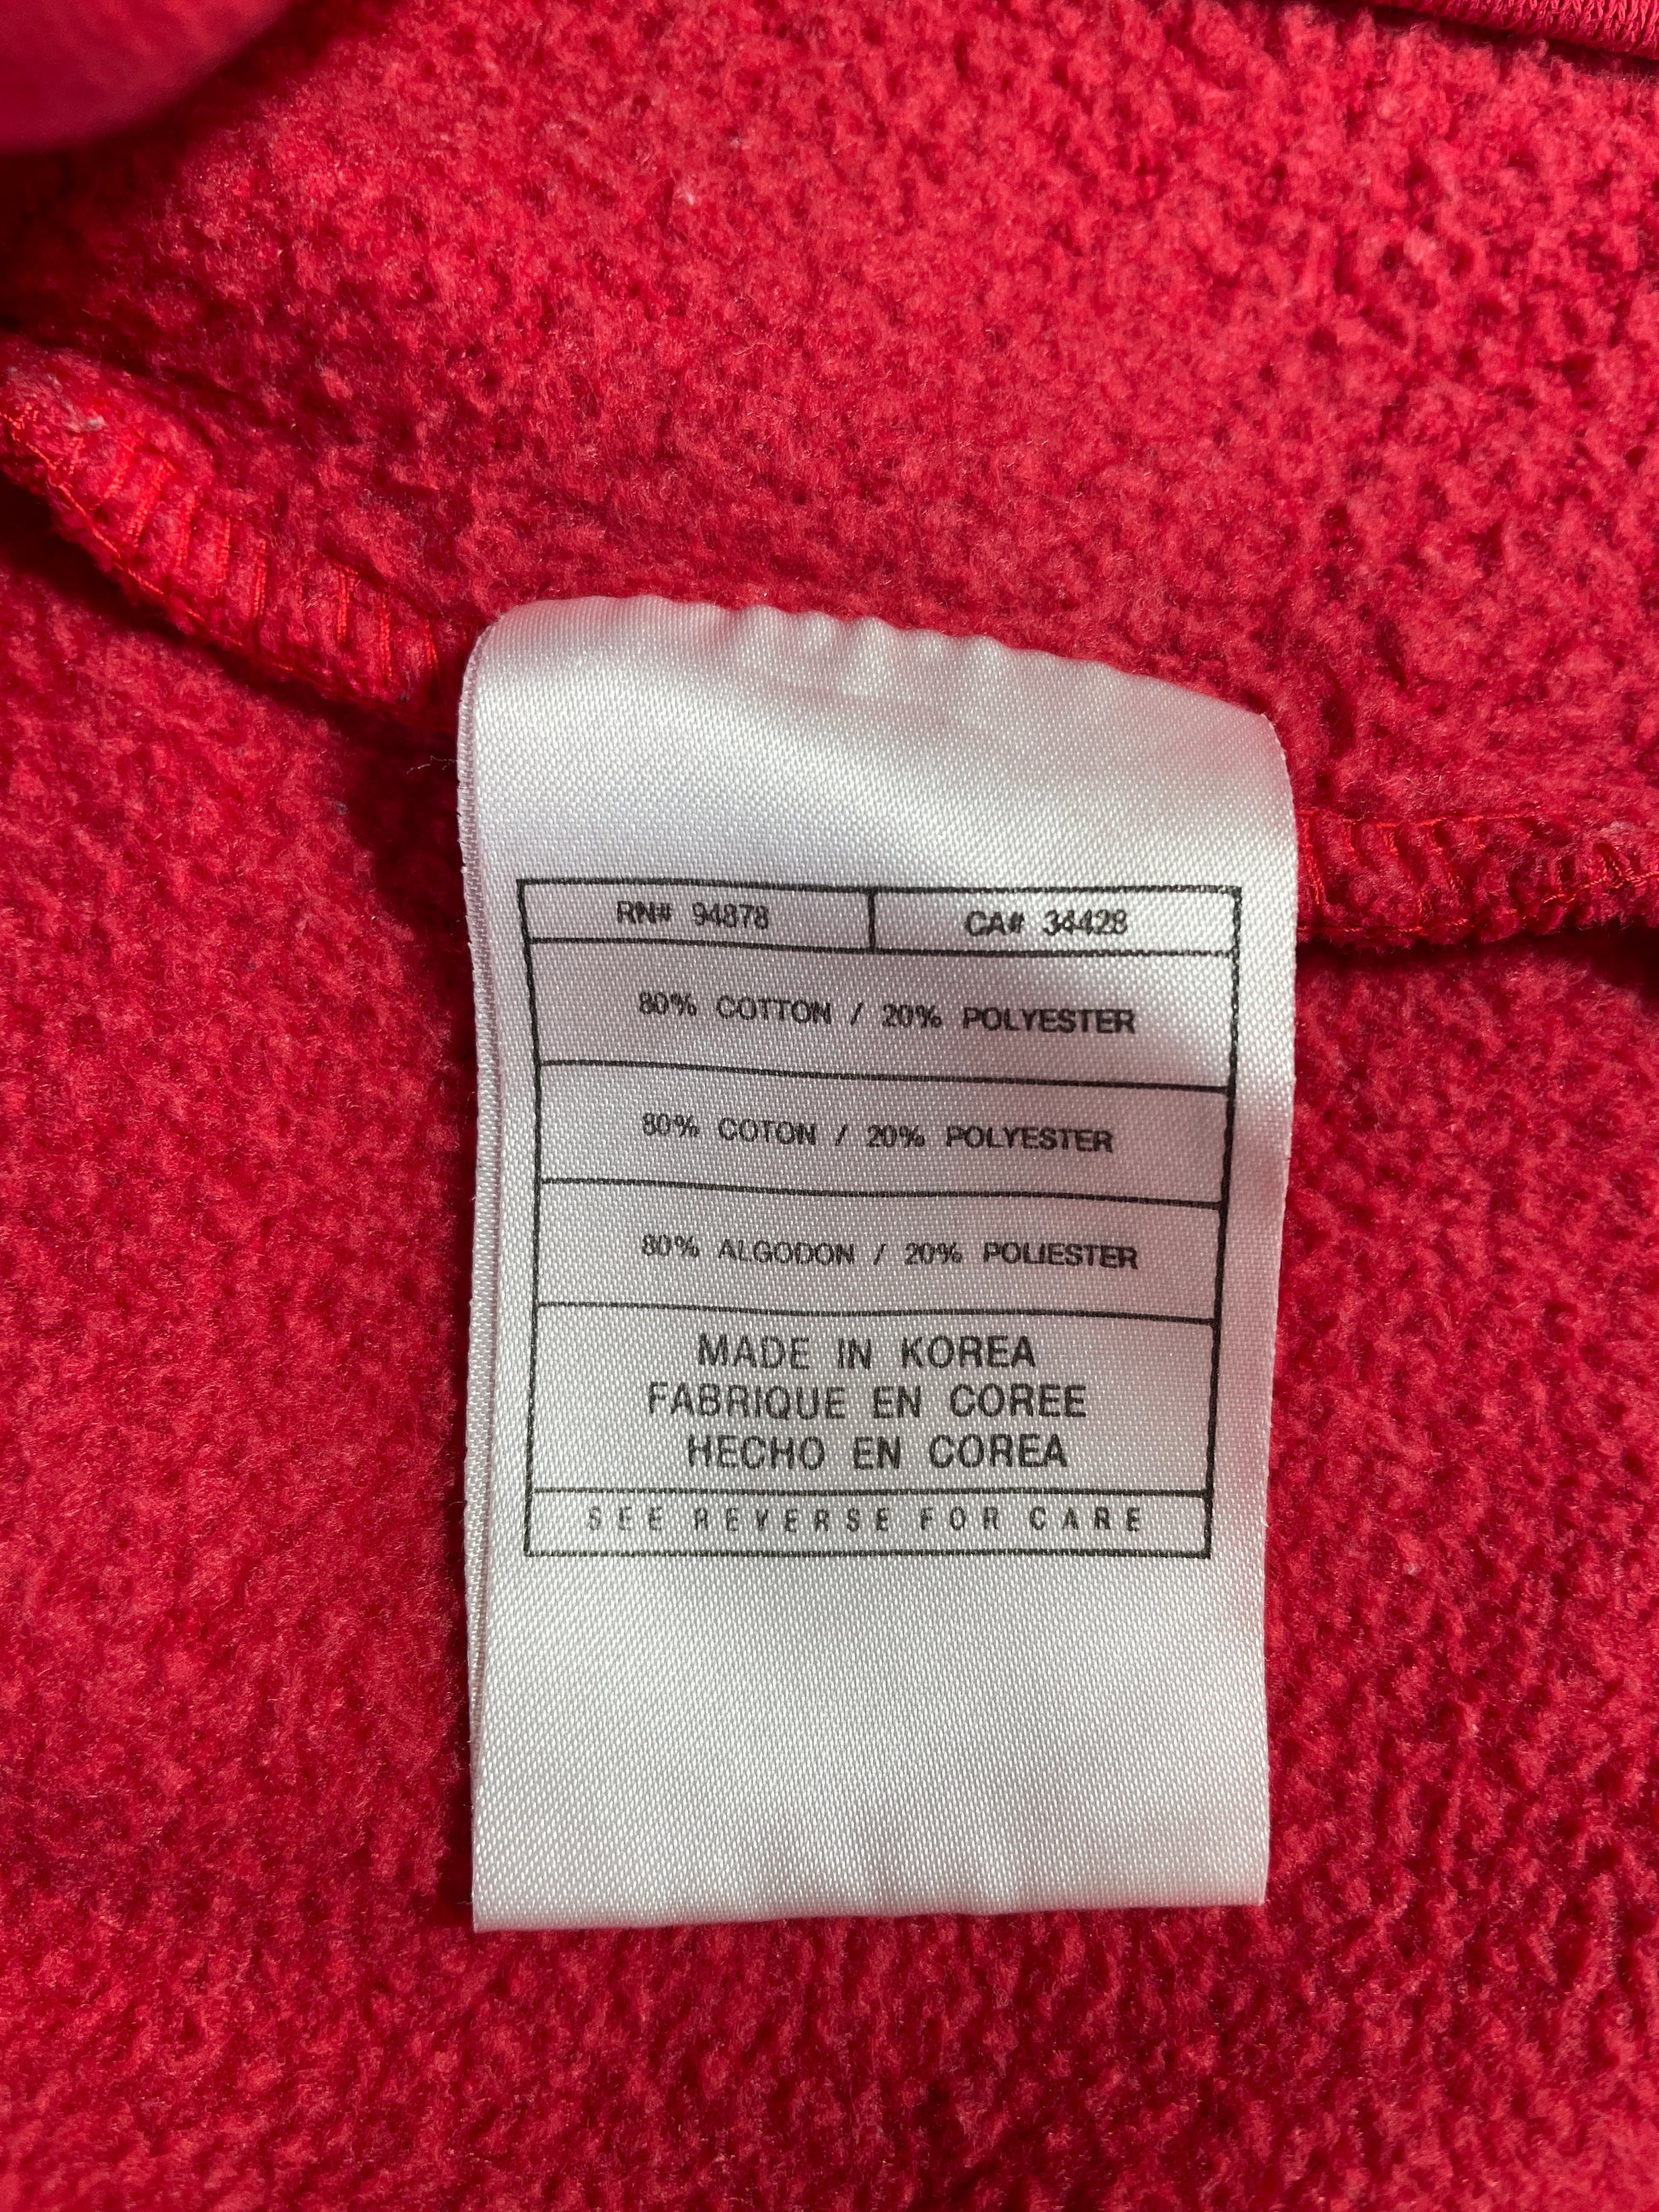 RN# 94878 CA# 34428
80% COTTON / 20% POLYESTER
80% COTON / 20% POLYESTER
80% ALGODON / 20% POLIESTER
MADE IN KOREA
FABRIQUE EN COREE
HECHO EN COREA
SEE REVERSE FOR CARE